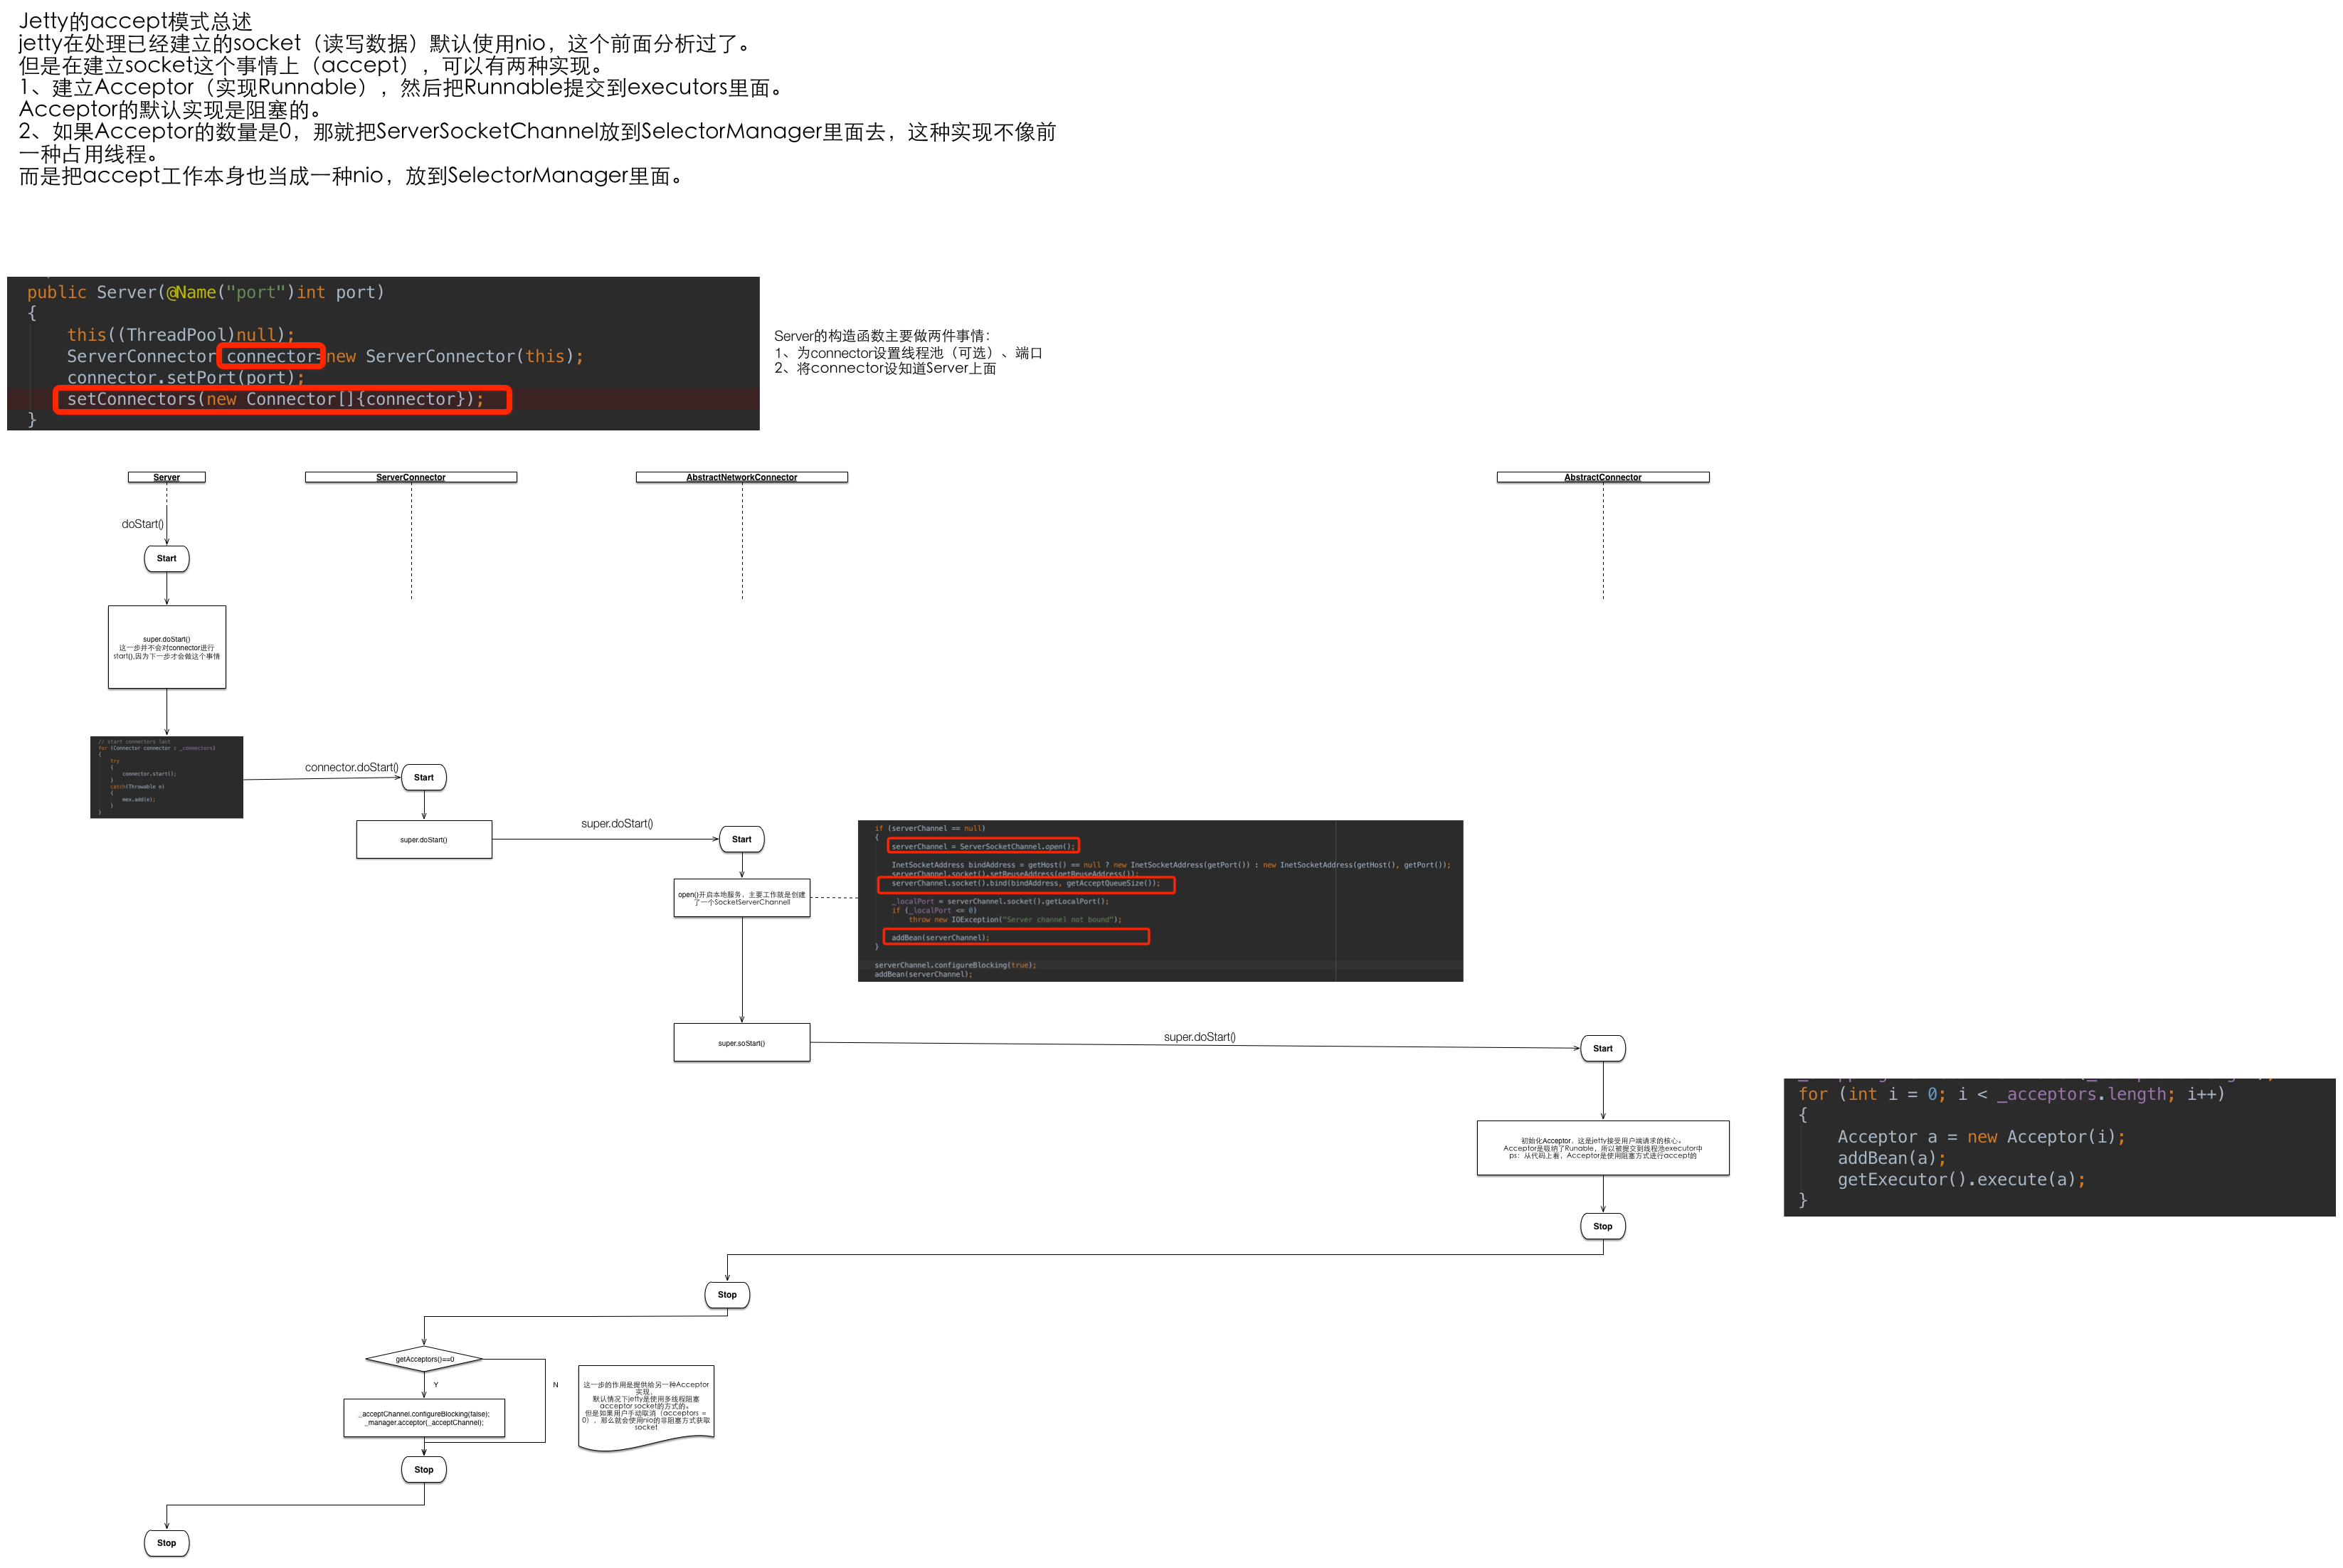 Jetty的accept模式总述
jetty在处理已经建立的socket（读写数据）默认使用nio，这个前面分析过了。
但是在建立socket这个事情上（accept），可以有两种实现。
1、建立Acceptor（实现Runnable），然后把Runnable提交到executors里面。
Acceptor的默认实现是阻塞的。
2、如果Acceptor的数量是0，那就把ServerSocketChannel放到SelectorManager里面去，这种实现不像前
一种占用线程。
而是把accept工作本身也当成一种nio，放到SelectorManager里面。
public Server(@Name("port")int port)
{
this((ThreadPool)null);
ServerConnector connector=new ServerConnector(this);
connector.setPort(port);
setConnectors(new Connector[]{connector});
}
Server的构造函数主要做两件事情：
1、为connector设置线程池（可选）、端口
2、将connector设知道Server上面
Server
ServerConnector
AbstractNetworkConnector
AbstractConnector
doStart()
Start
super.doStart()
这一步并不会对connector进行
start(),因为下一步才会做这个事情
// start connectors last
for (Connector connector : _connectors)
{
try
{
connector.start();
}
catch(Throwable e)
{
mex.add(e);
}
}
connector.doStart()
Start
super.doStart()
super.doStart()
Start
open()开启本地服务，主要工作就是创建
了一个SocketServerChannell
if (serverChannel == null)
{
serverChannel = ServerSocketChannel.open();
InetSocketAddress bindAddress = getHost() == null ? new InetSocketAddress(getPort()) : new InetSocketAddress(getHost(), getPort());
serverChannel.socket().setReuseAddress(getReuseAddress());
serverChannel.socket().bind(bindAddress, getAcceptQueueSize());
_localPort = serverChannel.socket().getLocalPort();
if (_localPort <= 0)
throw new IOException("Server channel not bound");
addBean(serverChannel);
}
serverChannel.configureBlocking(true);
addBean(serverChannel);
super.soStart()
super.doStart()
Start
初始化Acceptor，这是jetty接受用户端请求的核心。
Acceptor是吸纳了Runable，所以被提交到线程池executor中
ps：从代码上看，Acceptor是使用阻塞方式进行accept的
for (int i = 0; i < _acceptors.length; i++)
{
Acceptor a = new Acceptor(i);
addBean(a);
getExecutor().execute(a);
}
Stop
Stop
getAcceptors()==0
Y
N
_acceptChannel.configureBlocking(false);
_manager.acceptor(_acceptChannel);
这一步的作用是提供给另一种Acceptor
实现，
默认情况下jetty是使用多线程阻塞
acceptor socket的方式的。
但是如果用户手动取消（acceptors =
0），那么就会使用nio的非阻塞方式获取
socket
Stop
Stop